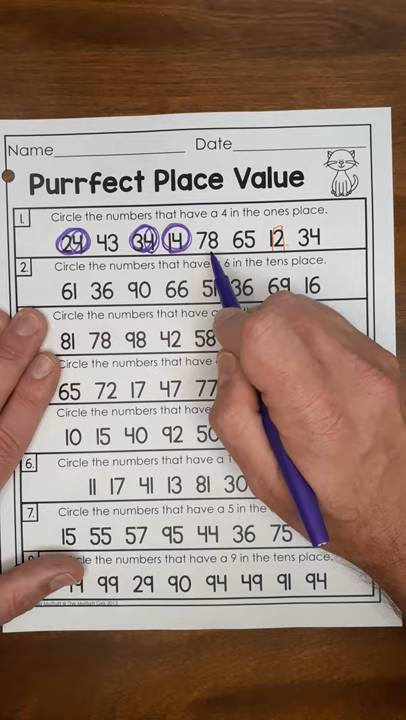 Name Date
Purrfect Place Value
1. Circle the numbers that have a 4 in the ones place.
24 43 34 14 78 65 12 34
2. Circle the numbers that have 6 in the tens place.
61 36 90 66 51 36 69 16
Circle the numbers that have
81 78 98 42 58
Circle the numbers that have
65 72 17 47 77
Circle the numbers that have
10 15 40 92 50
6. Circle the numbers that have a
11 17 41 13 81 30
7. Circle the numbers that have a 5 in the
15 55 57 95 44 36 75
the numbers that have a 9 in the tens place.
99 29 90 94 49 91 94